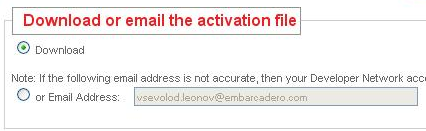 Download or email the activation file
Download
Note: If the following email address is not accurate, then your Developer Network acc
or Email Address: vsevolod.leonov@embarcadero.com